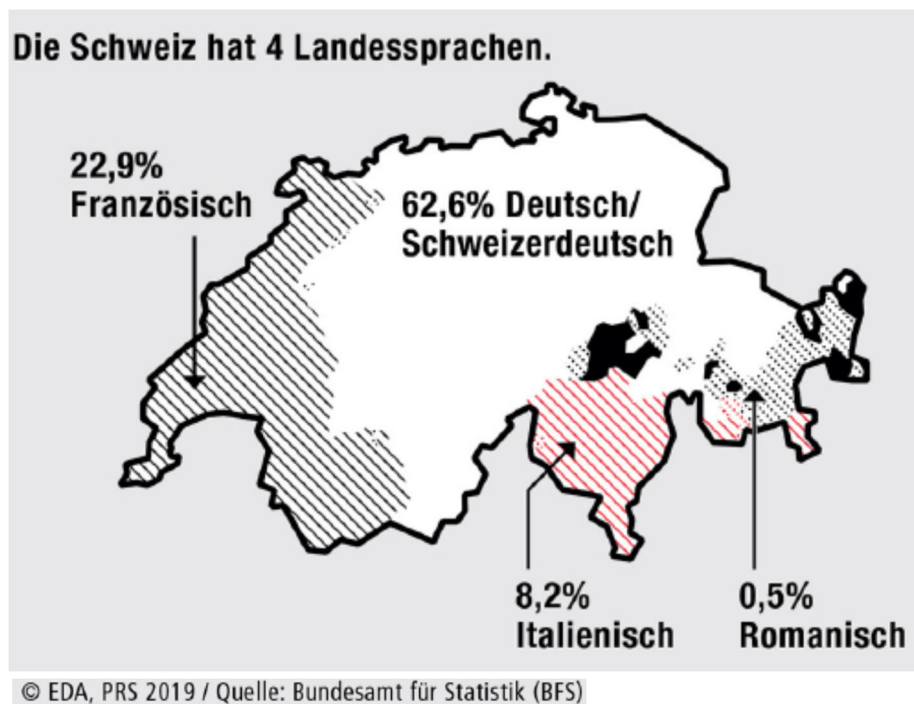 Die Schweiz hat 4 Landessprachen.
22,9%
Französisch
62,6% Deutsch/
Schweizerdeutsch
8,2%
Italienisch
0,5%
Romanisch
© EDA, PRS 2019 / Quelle: Bundesamt für Statistik (BFS)